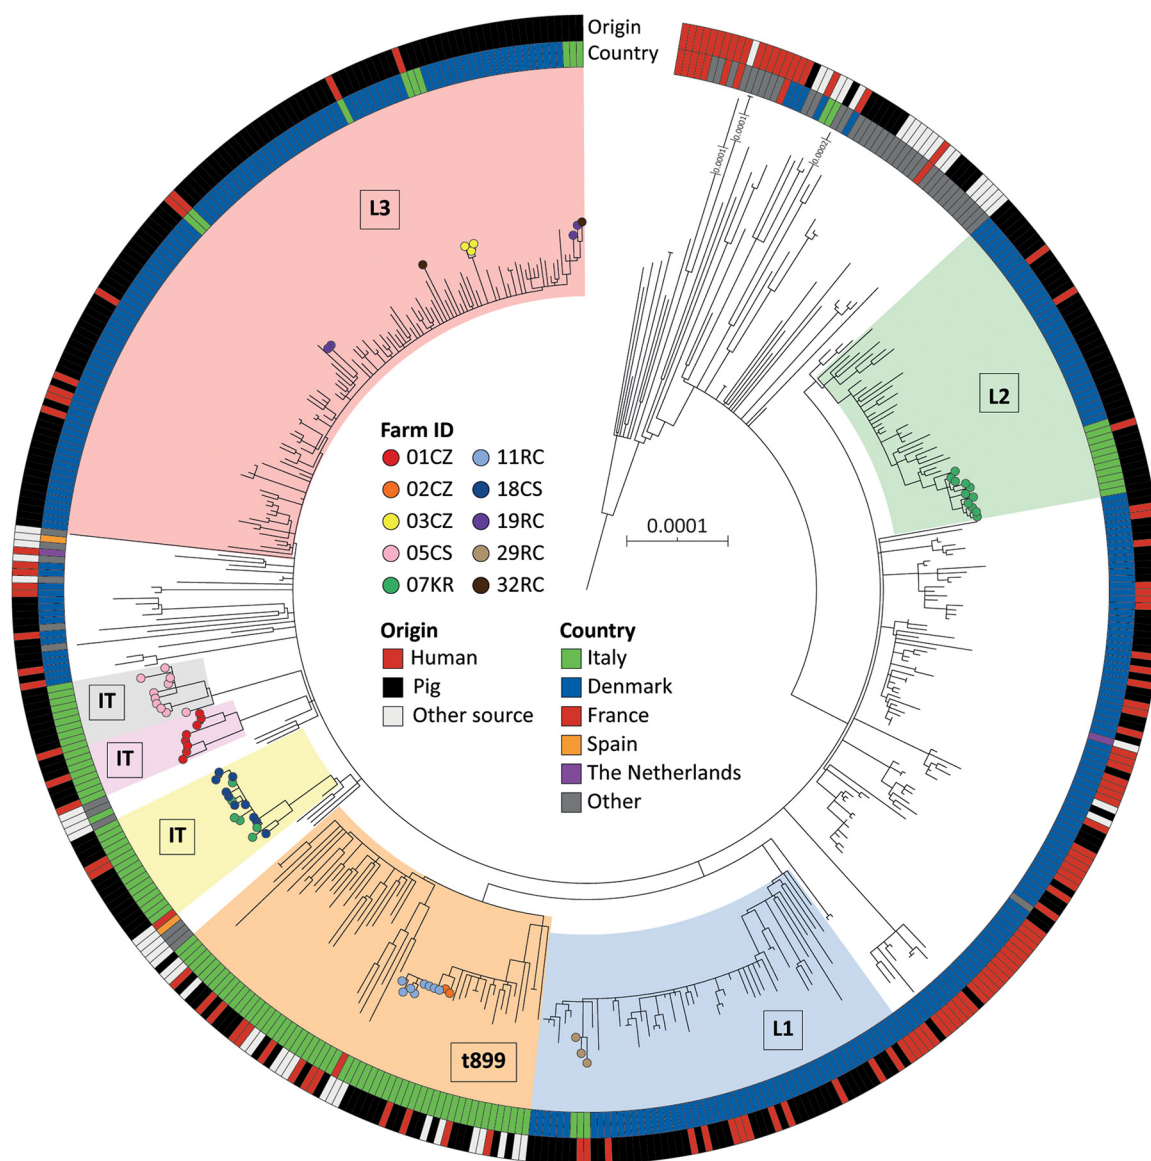 Origin
Country
0.0001
0.0001
0.0002
L3
L2
Farm ID
01CZ
11RC
02CZ
18CS
03CZ
19RC
05CS
29RC
07KR
32RC
0.0001
Origin
Human
Pig
Other source
Country
Italy
Denmark
France
Spain
The Netherlands
Other
IT
IT
IT
L1
t899